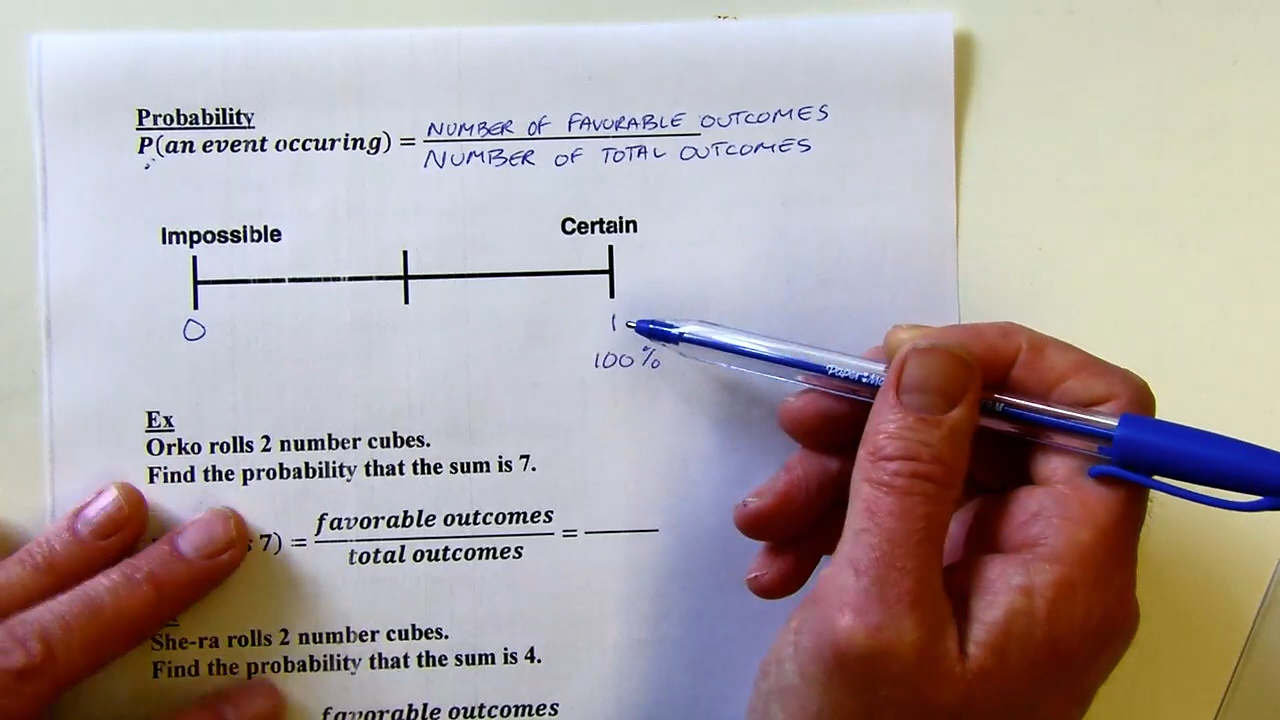 Probability
P(an event occuring) = NUMBER OF FAVORABLE OUTCOMES
NUMBER OF TOTAL OUTCOMES
Impossible Certain
0 1
100%
Ex
Orko rolls 2 number cubes.
Find the probability that the sum is 7.
7) = favorable outcomes =
total outcomes
She-ra rolls 2 number cubes.
Find the probability that the sum is 4.
favorable outcomes